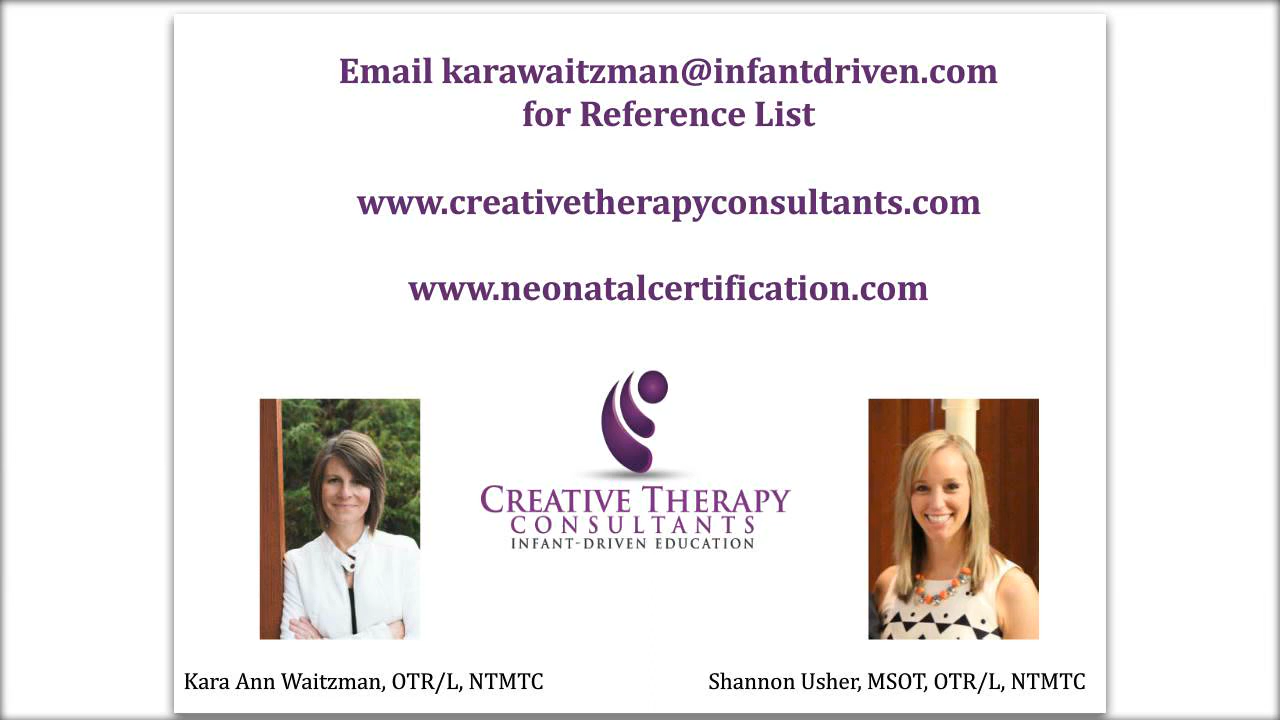 Email karawaitzman@infantdriven.com
for Reference List
www.creativetherapyconsultants.com
www.neonatalcertification.com
CREATIVE THERAPY
CONSULTANTS
INFANT-DRIVEN EDUCATION
Kara Ann Waitzman, OTR/L, NTMTC
Shannon Usher, MSOT, OTR/L, NTMTC